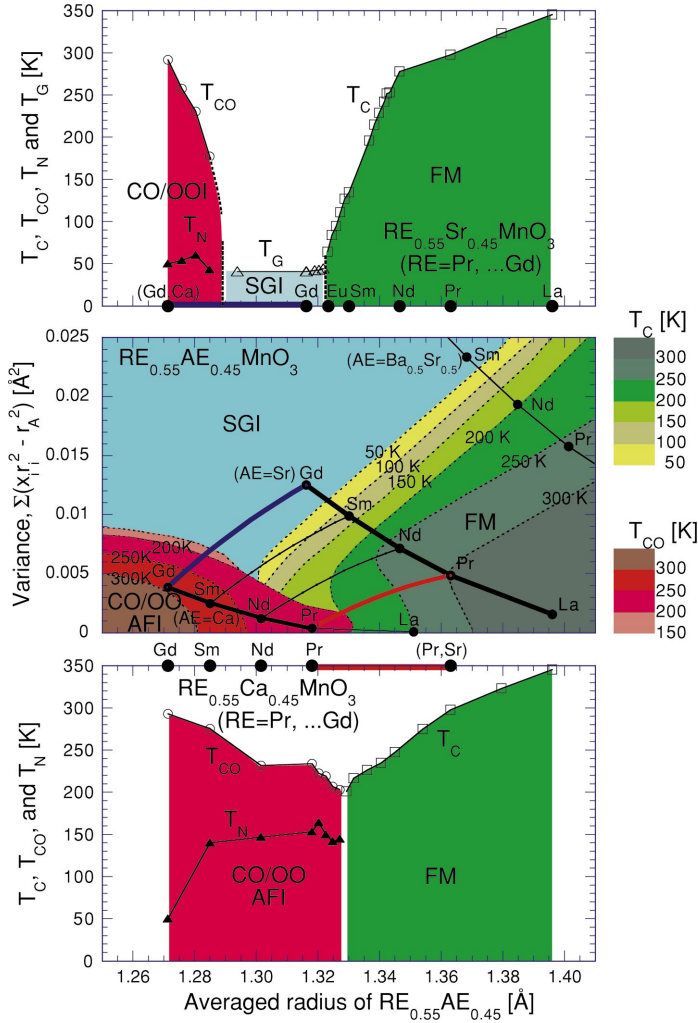 T_C, T_CO, T_N and T_G [K]
350
300
250
200
150
100
50
0
T_CO
T_C
CO/OOI
FM
T_N
T_G
RE_0.55Sr_0.45MnO_3
(RE=Pr, ...Gd)
SGI
(Gd,Ca)
Gd
Eu
Sm
Nd
Pr
La
Variance, Σ(x_i r_i^2 - r_A^2) [Å^2]
0.025
0.02
0.015
0.01
0.005
0
RE_0.55AE_0.45MnO_3
SGI
(AE=Ba_0.5Sr_0.5)
Sm
Nd
Pr
50 K
100 K
150 K
200 K
250 K
300 K
(AE=Sr)
Gd
Sm
Nd
Pr
La
FM
200K
250K
300K
Gd
Sm
Nd
Pr
La
(AE=Ca)
CO/OO
AFI
T_C [K]
300
250
200
150
100
50
T_CO [K]
300
250
200
150
Gd
Sm
Nd
Pr
(Pr,Sr)
T_C, T_CO, and T_N [K]
350
300
250
200
150
100
50
0
RE_0.55Ca_0.45MnO_3
(RE=Pr, ...Gd)
T_CO
T_C
T_N
CO/OO
AFI
FM
1.26
1.28
1.30
1.32
1.34
1.36
1.38
1.40
Averaged radius of RE_0.55AE_0.45 [Å]